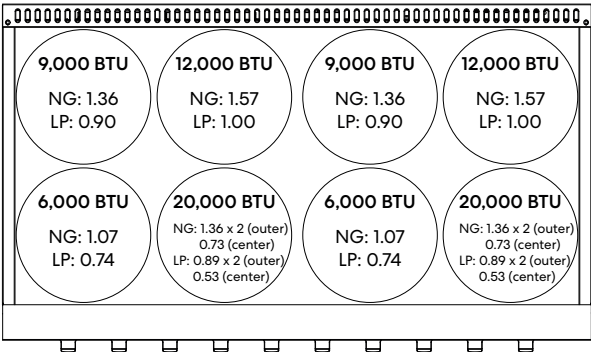 9,000 BTU
NG: 1.36
LP: 0.90
12,000 BTU
NG: 1.57
LP: 1.00
9,000 BTU
NG: 1.36
LP: 0.90
12,000 BTU
NG: 1.57
LP: 1.00
6,000 BTU
NG: 1.07
LP: 0.74
20,000 BTU
NG: 1.36 x 2 (outer)
0.73 (center)
LP: 0.89 x 2 (outer)
0.53 (center)
6,000 BTU
NG: 1.07
LP: 0.74
20,000 BTU
NG: 1.36 x 2 (outer)
0.73 (center)
LP: 0.89 x 2 (outer)
0.53 (center)